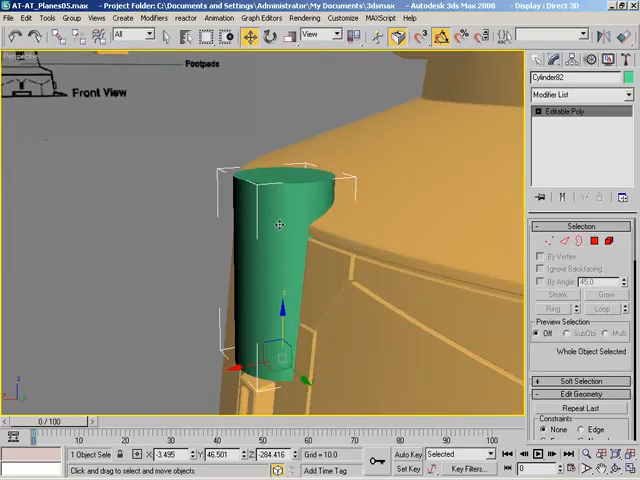 AT-AT_Planes05.max - Project Folder: C:\Documents and Settings\Administrator\My Documents\3dsmax - Autodesk 3ds Max 2008 - Display : Direct 3D
File Edit Tools Group Views Create Modifiers reactor Animation Graph Editors Rendering Customize MAXScript Help
All View
Perspective
Footpads
Front View
z
Cylinder82
Modifier List
Editable Poly
Selection
By Vertex
Ignore Backfacing
By Angle: 45.0
Shrink Grow
Ring Loop
Preview Selection
Off SubObj Multi
Whole Object Selected
Soft Selection
Edit Geometry
Repeat Last
Constraints
None Edge
0 / 100
0 10 20 30 40 50 60 70 80 90 100
1 Object Selec X: -3.495 Y: 46.501 Z: -284.416 Grid = 10.0
Auto Key Selected
Click and drag to select and move objects
Add Time Tag
Set Key Key Filters... 0